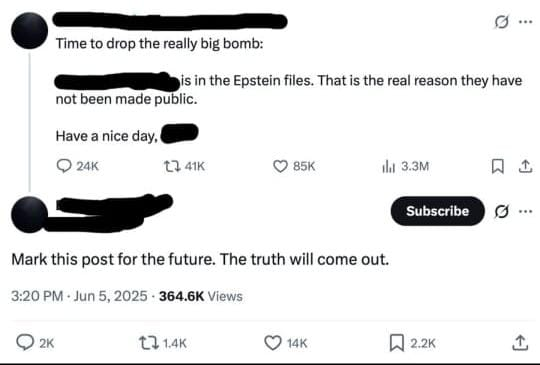 Time to drop the really big bomb:
is in the Epstein files. That is the real reason they have
not been made public.
Have a nice day,
24K 41K 85K 3.3M
Subscribe
Mark this post for the future. The truth will come out.
3:20 PM · Jun 5, 2025 · 364.6K Views
2K 1.4K 14K 2.2K